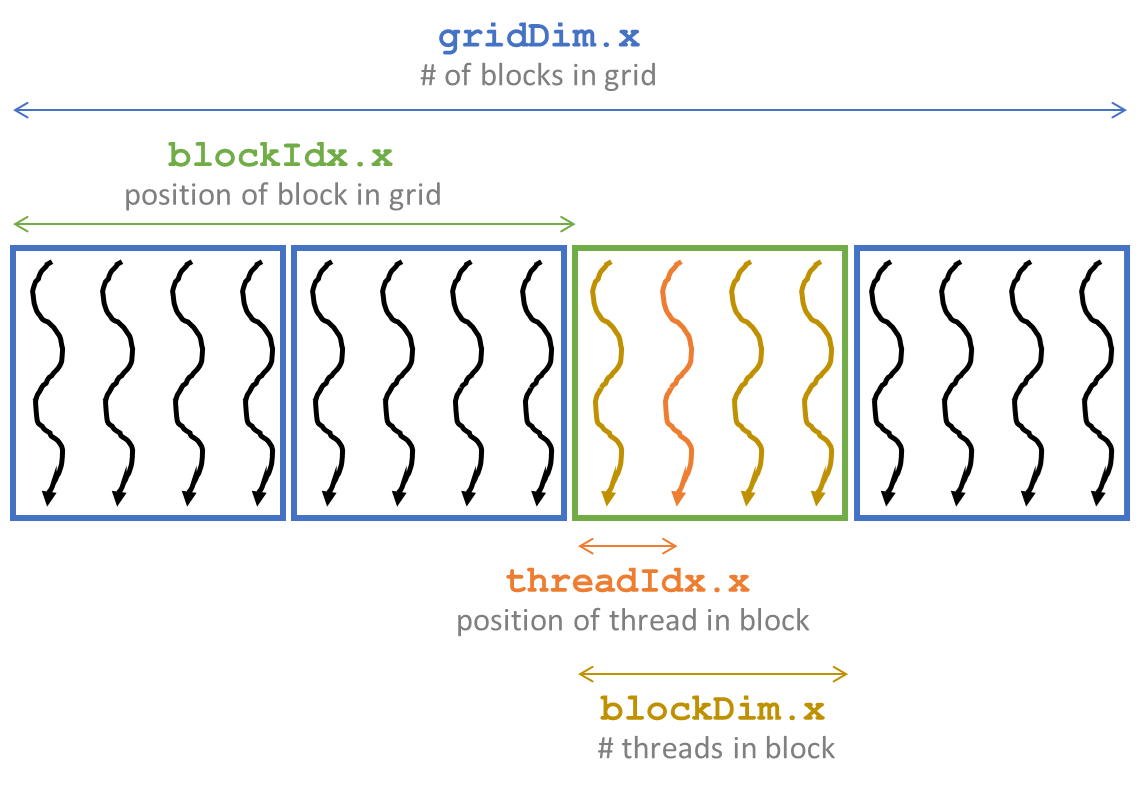 gridDim.x
# of blocks in grid
blockIdx.x
position of block in grid
threadIdx.x
position of thread in block
blockDim.x
# threads in block